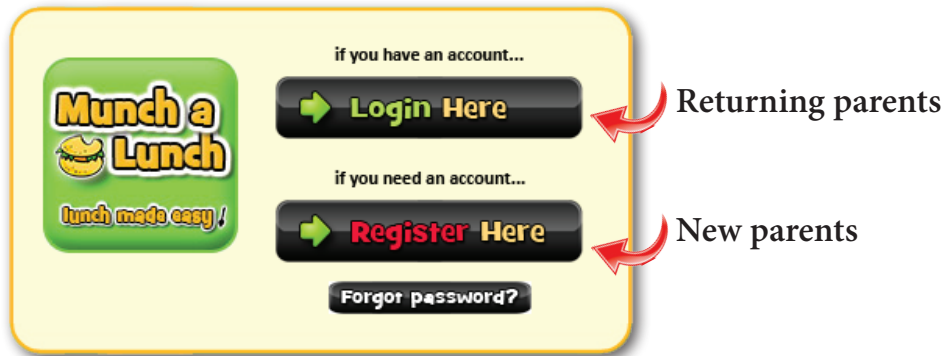 if you have an account...
Munch a
Lunch
lunch made easy!
Login Here
Returning parents
if you need an account...
Register Here
New parents
Forgot password?